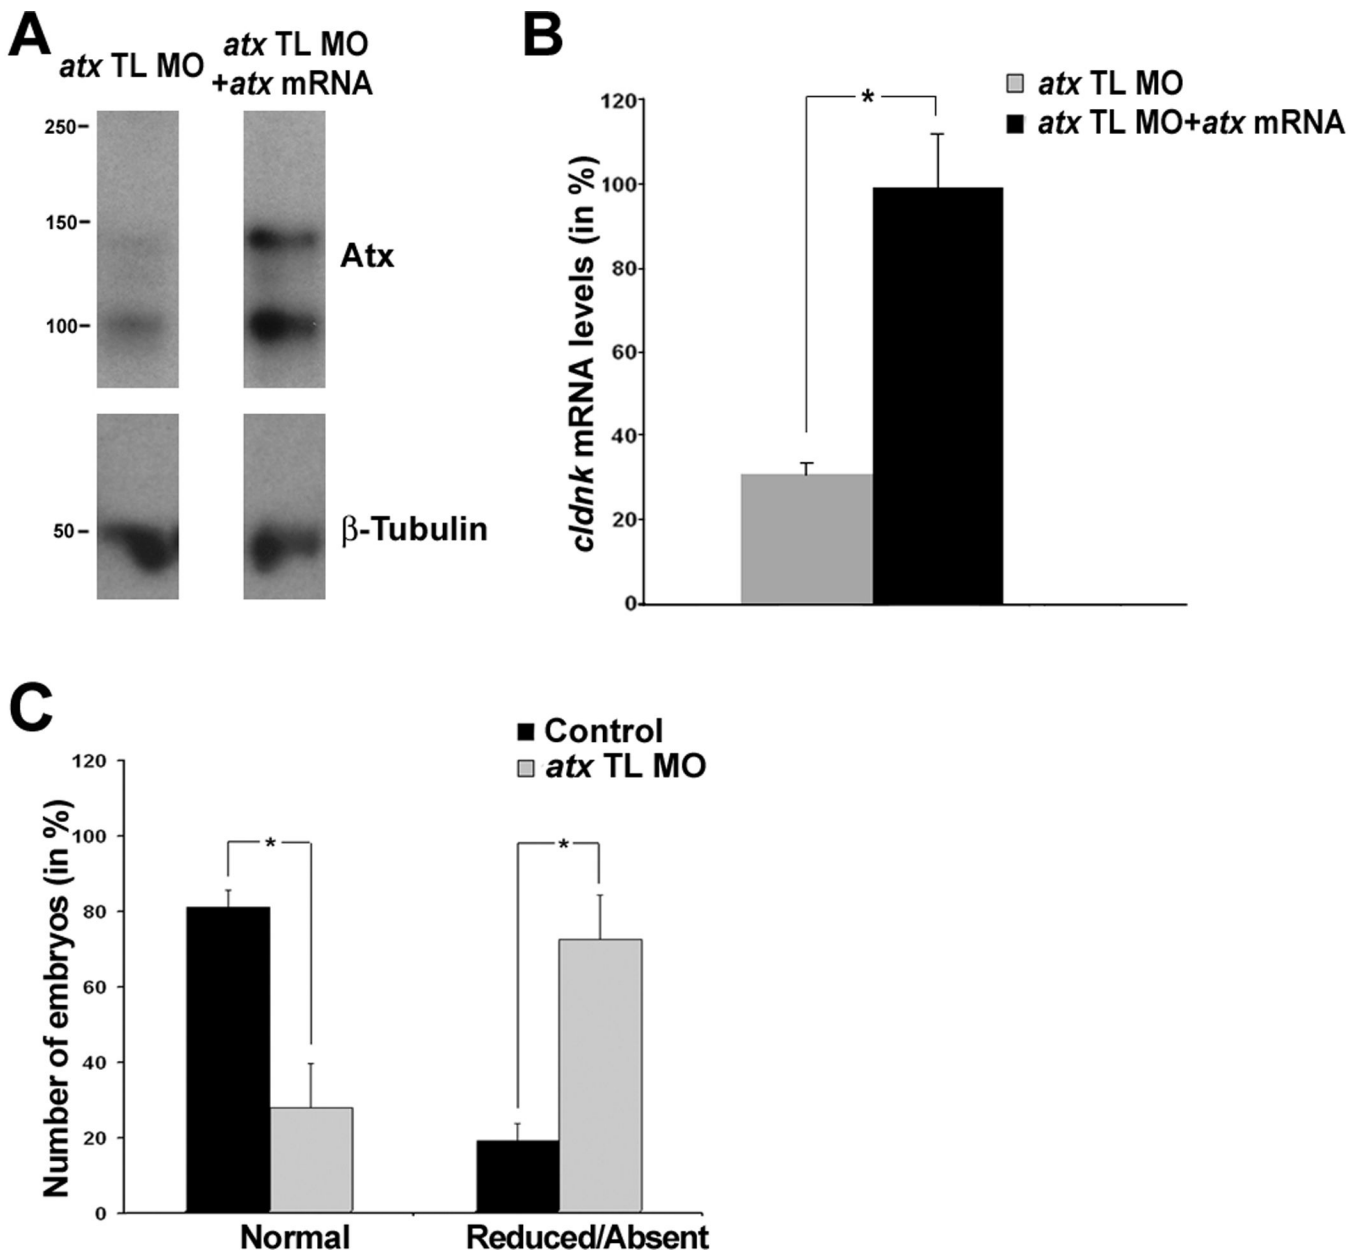 A
atx TL MO
atx TL MO
+atx mRNA
250
150
100
Atx
50
β-Tubulin
B
atx TL MO
atx TL MO+atx mRNA
*
cldnk mRNA levels (in %)
120
100
80
60
40
20
0
C
Control
atx TL MO
*
*
Number of embryos (in %)
120
100
80
60
40
20
0
Normal
Reduced/Absent